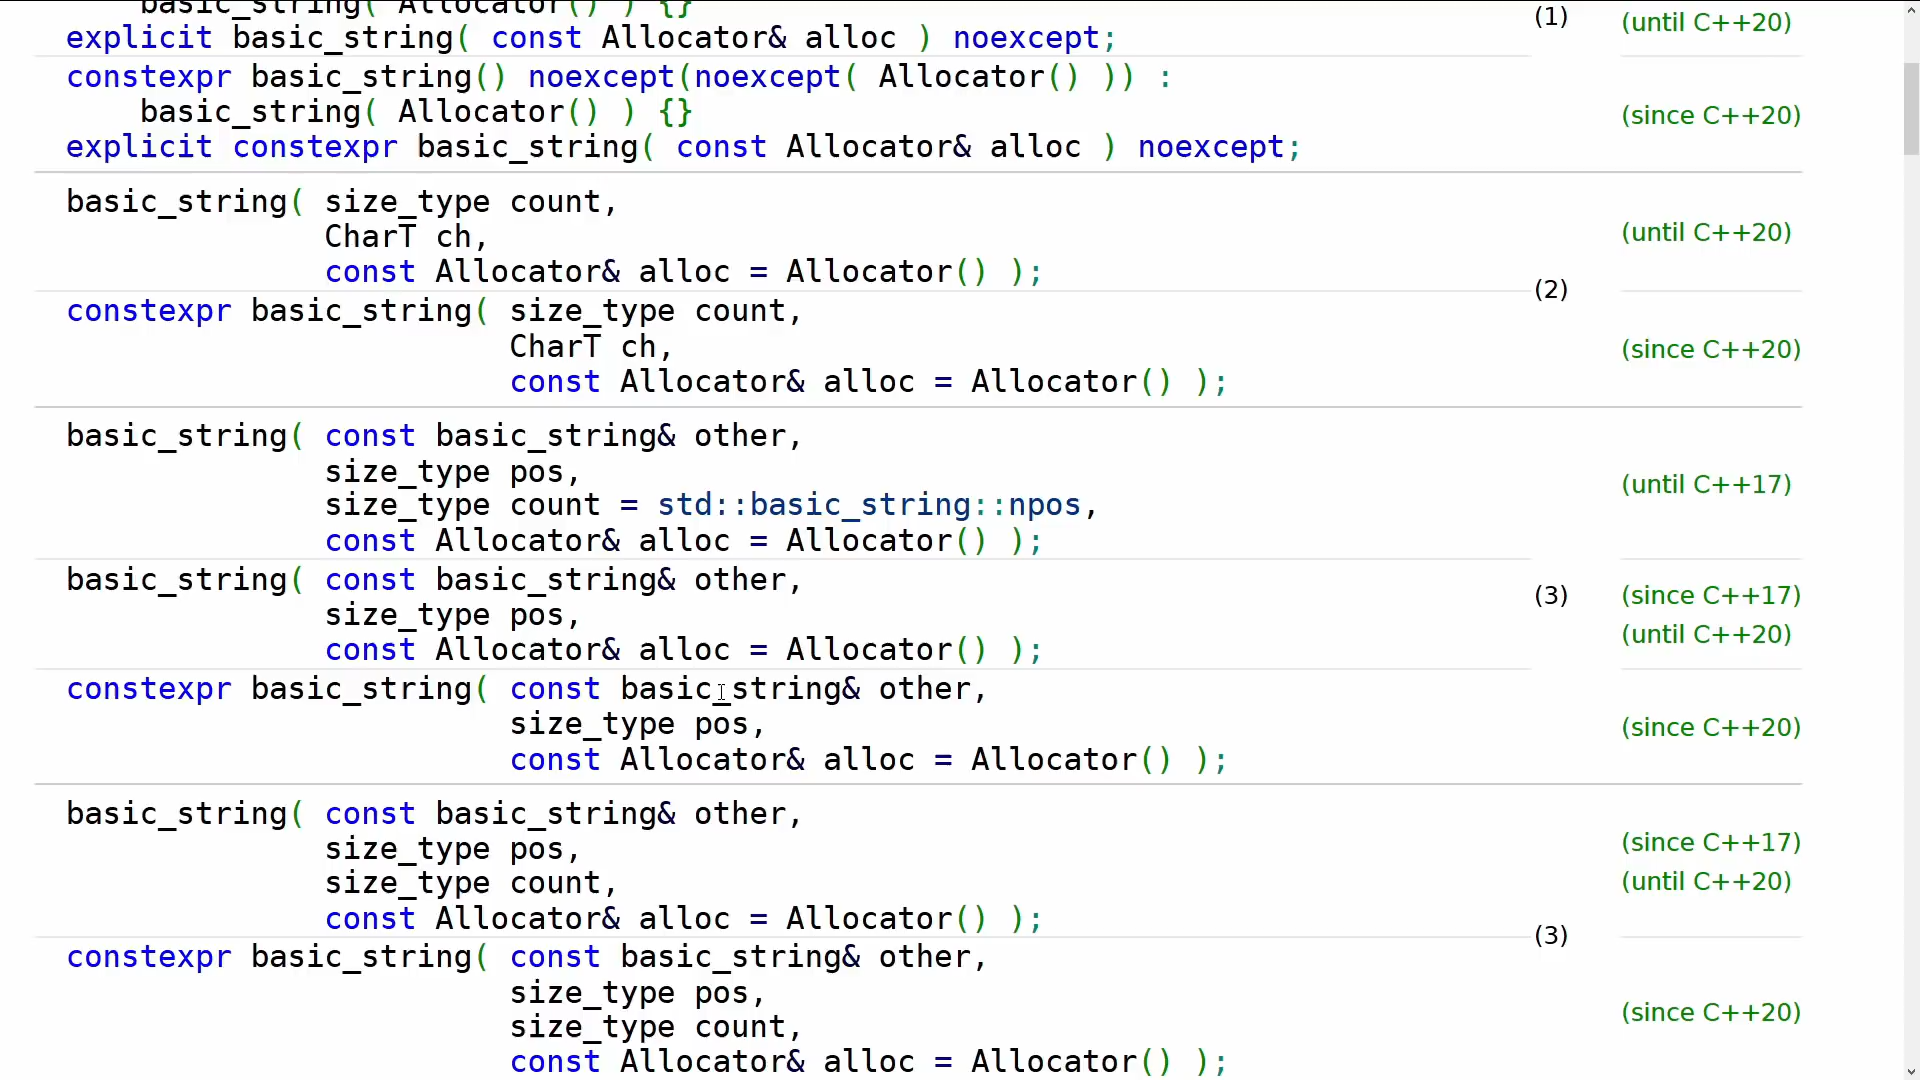 basic_string( Allocator() ) {}
explicit basic_string( const Allocator& alloc ) noexcept;
(1)
(until C++20)
constexpr basic_string() noexcept(noexcept( Allocator() )) :
basic_string( Allocator() ) {}
explicit constexpr basic_string( const Allocator& alloc ) noexcept;
(since C++20)
basic_string( size_type count,
CharT ch,
const Allocator& alloc = Allocator() );
(until C++20)
(2)
constexpr basic_string( size_type count,
CharT ch,
const Allocator& alloc = Allocator() );
(since C++20)
basic_string( const basic_string& other,
size_type pos,
size_type count = std::basic_string::npos,
const Allocator& alloc = Allocator() );
(until C++17)
basic_string( const basic_string& other,
size_type pos,
const Allocator& alloc = Allocator() );
(3)
(since C++17)
(until C++20)
constexpr basic_string( const basic_string& other,
size_type pos,
const Allocator& alloc = Allocator() );
(since C++20)
basic_string( const basic_string& other,
size_type pos,
size_type count,
const Allocator& alloc = Allocator() );
(since C++17)
(until C++20)
(3)
constexpr basic_string( const basic_string& other,
size_type pos,
size_type count,
const Allocator& alloc = Allocator() );
(since C++20)